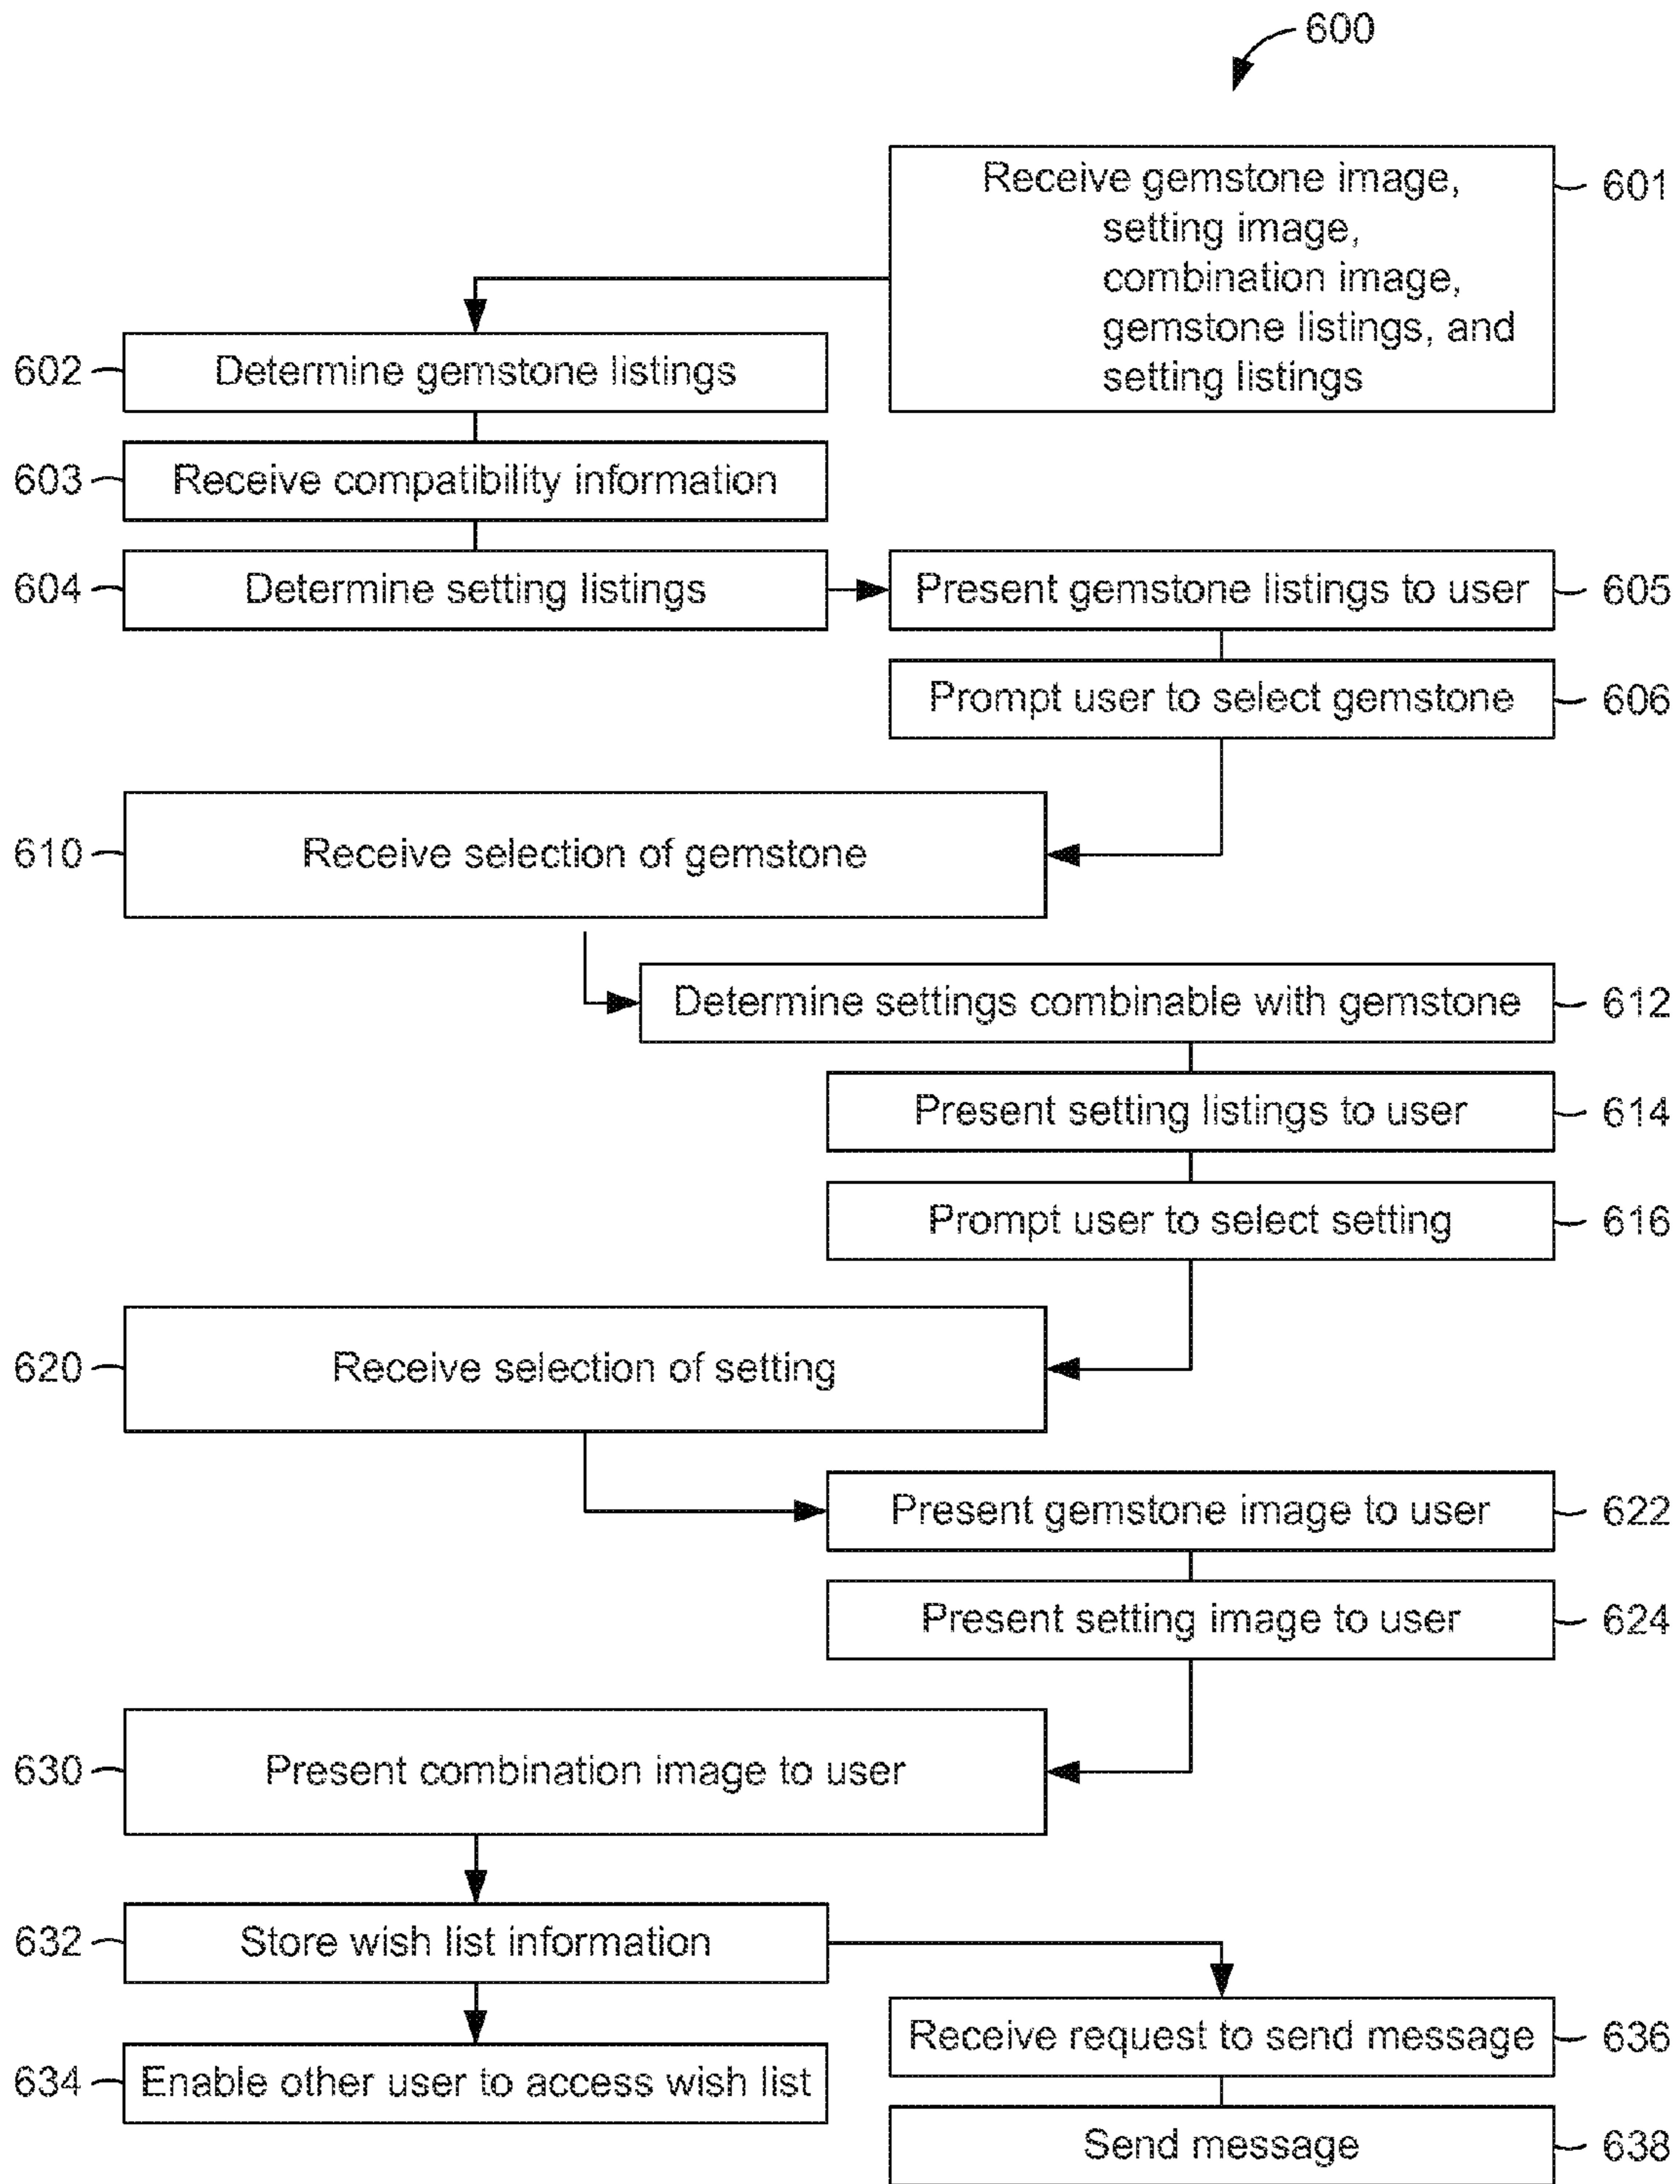 600
Receive gemstone image,
setting image,
combination image,
gemstone listings, and
setting listings
601
602
Determine gemstone listings
603
Receive compatibility information
604
Determine setting listings
Present gemstone listings to user
605
Prompt user to select gemstone
606
610
Receive selection of gemstone
Determine settings combinable with gemstone
612
Present setting listings to user
614
Prompt user to select setting
616
620
Receive selection of setting
Present gemstone image to user
622
Present setting image to user
624
630
Present combination image to user
632
Store wish list information
Receive request to send message
636
634
Enable other user to access wish list
Send message
638